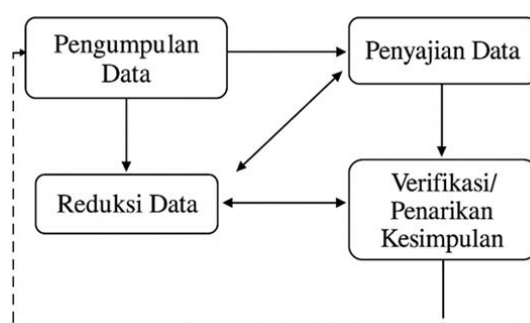 Pengumpulan
Data
Penyajian Data
Reduksi Data
Verifikasi/
Penarikan
Kesimpulan